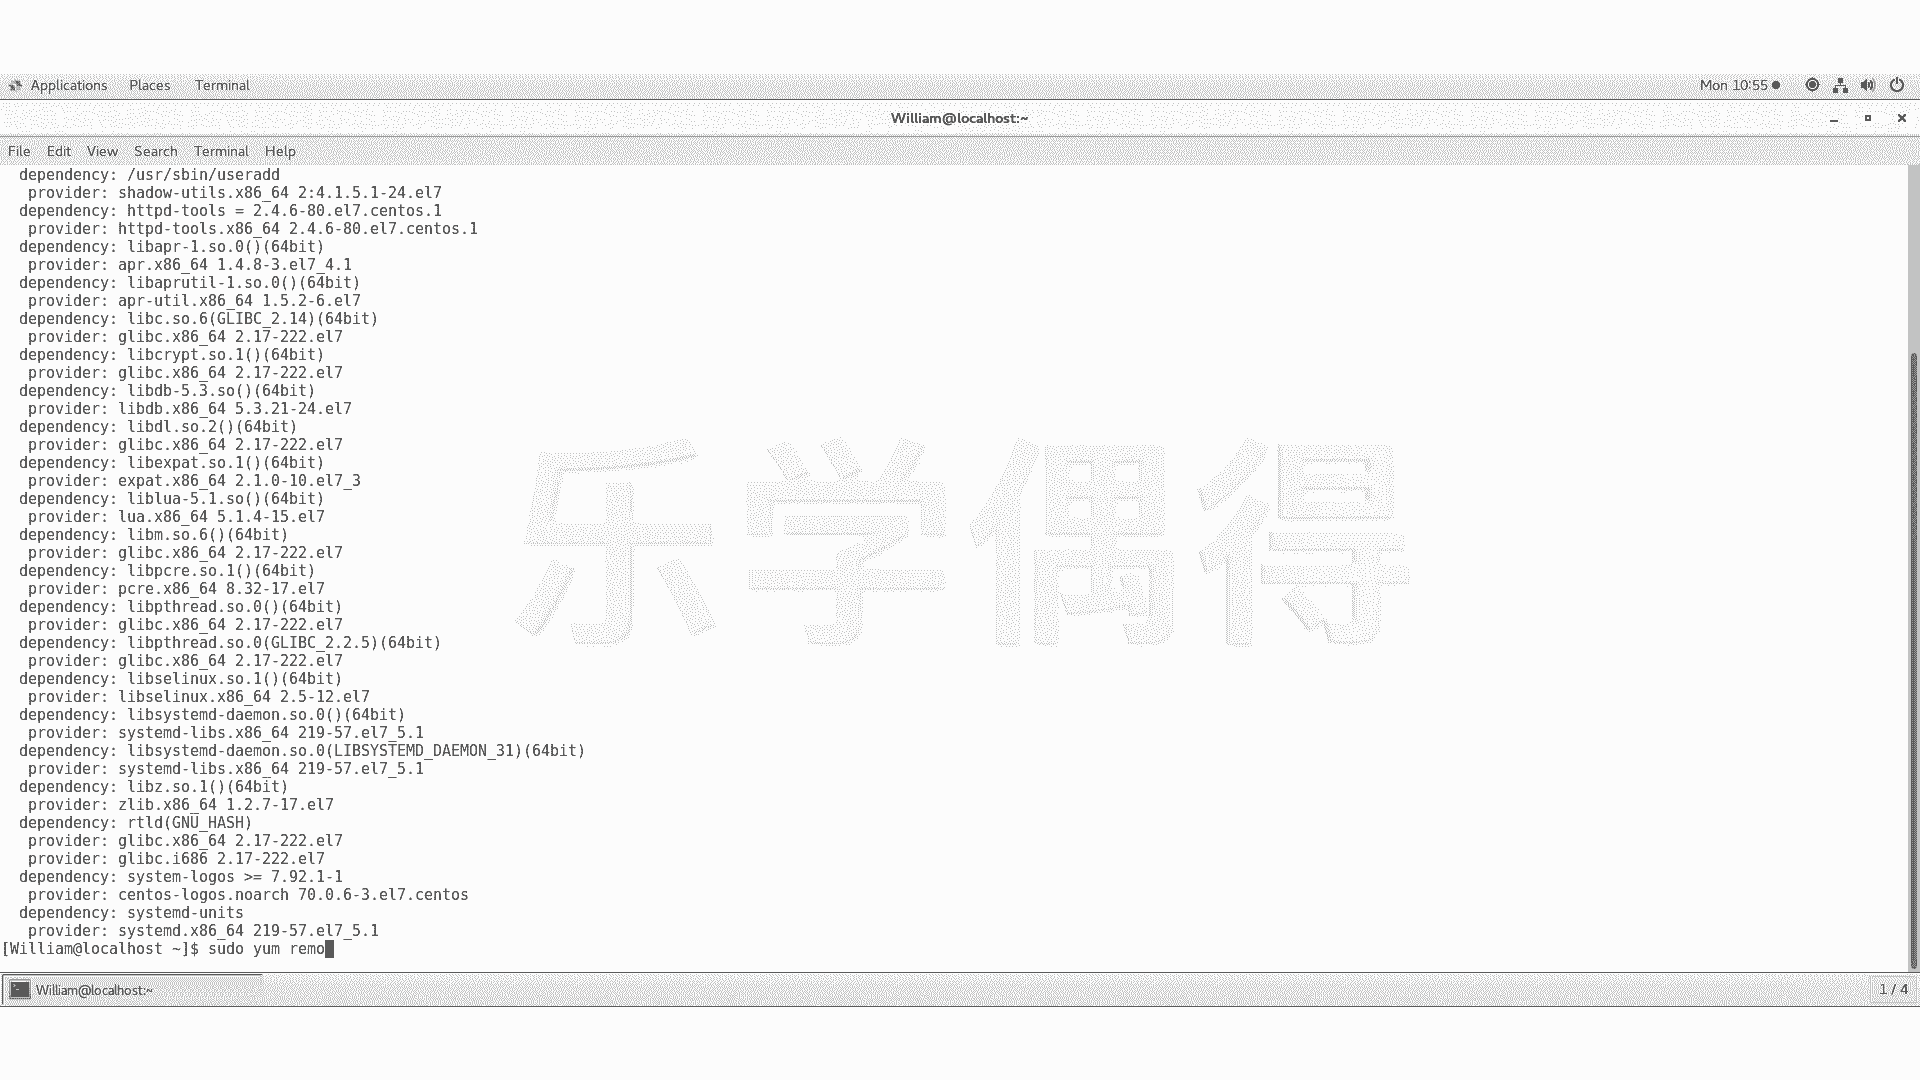 Applications Places Terminal Mon 10:55
William@localhost:~
File Edit View Search Terminal Help
dependency: /usr/sbin/useradd
provider: shadow-utils.x86_64 2:4.1.5.1-24.el7
dependency: httpd-tools = 2.4.6-80.el7.centos.1
provider: httpd-tools.x86_64 2.4.6-80.el7.centos.1
dependency: libapr-1.so.0()(64bit)
provider: apr.x86_64 1.4.8-3.el7_4.1
dependency: libaprutil-1.so.0()(64bit)
provider: apr-util.x86_64 1.5.2-6.el7
dependency: libc.so.6(GLIBC_2.14)(64bit)
provider: glibc.x86_64 2.17-222.el7
dependency: libcrypt.so.1()(64bit)
provider: glibc.x86_64 2.17-222.el7
dependency: libdb-5.3.so()(64bit)
provider: libdb.x86_64 5.3.21-24.el7
dependency: libdl.so.2()(64bit)
provider: glibc.x86_64 2.17-222.el7
dependency: libexpat.so.1()(64bit)
provider: expat.x86_64 2.1.0-10.el7_3
dependency: liblua-5.1.so()(64bit)
provider: lua.x86_64 5.1.4-15.el7
dependency: libm.so.6()(64bit)
provider: glibc.x86_64 2.17-222.el7
dependency: libpcre.so.1()(64bit)
provider: pcre.x86_64 8.32-17.el7
dependency: libpthread.so.0()(64bit)
provider: glibc.x86_64 2.17-222.el7
dependency: libpthread.so.0(GLIBC_2.2.5)(64bit)
provider: glibc.x86_64 2.17-222.el7
dependency: libselinux.so.1()(64bit)
provider: libselinux.x86_64 2.5-12.el7
dependency: libsystemd-daemon.so.0()(64bit)
provider: systemd-libs.x86_64 219-57.el7_5.1
dependency: libsystemd-daemon.so.0(LIBSYSTEMD_DAEMON_31)(64bit)
provider: systemd-libs.x86_64 219-57.el7_5.1
dependency: libz.so.1()(64bit)
provider: zlib.x86_64 1.2.7-17.el7
dependency: rtld(GNU_HASH)
provider: glibc.x86_64 2.17-222.el7
provider: glibc.i686 2.17-222.el7
dependency: system-logos >= 7.92.1-1
provider: centos-logos.noarch 70.0.6-3.el7.centos
dependency: systemd-units
provider: systemd.x86_64 219-57.el7_5.1
[William@localhost ~]$ sudo yum remo
乐学偶得
William@localhost:~ 1 / 4